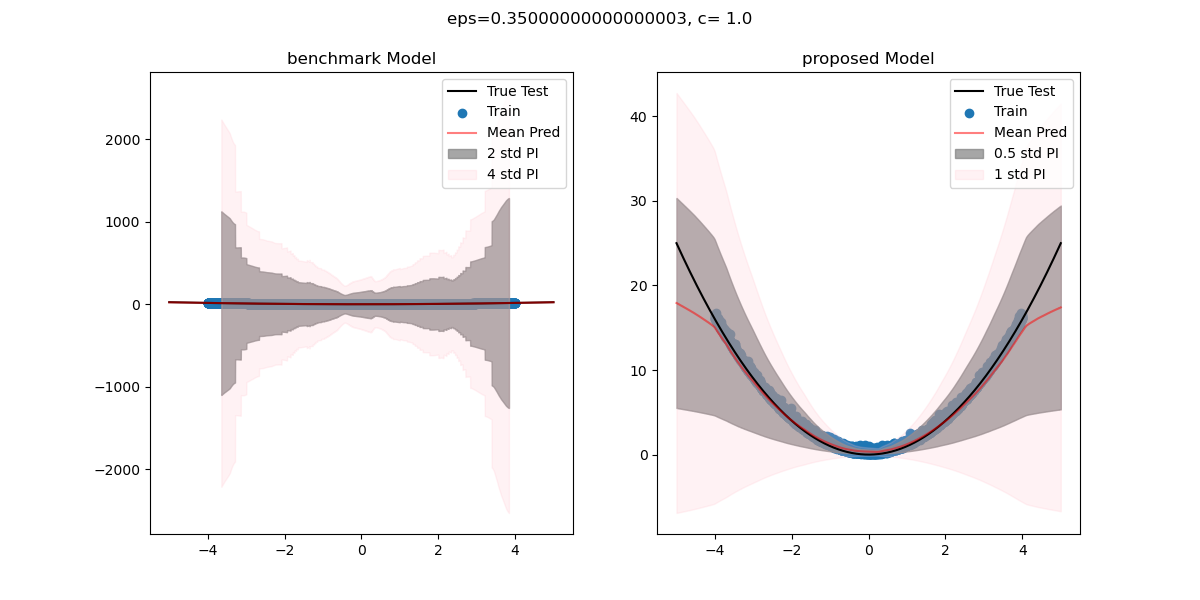 eps=0.35000000000000003, c= 1.0
benchmark Model
True Test
Train
Mean Pred
2 std PI
4 std PI
2000
1000
0
−1000
−2000
−4
−2
0
2
4
proposed Model
True Test
Train
Mean Pred
0.5 std PI
1 std PI
40
30
20
10
0
−4
−2
0
2
4